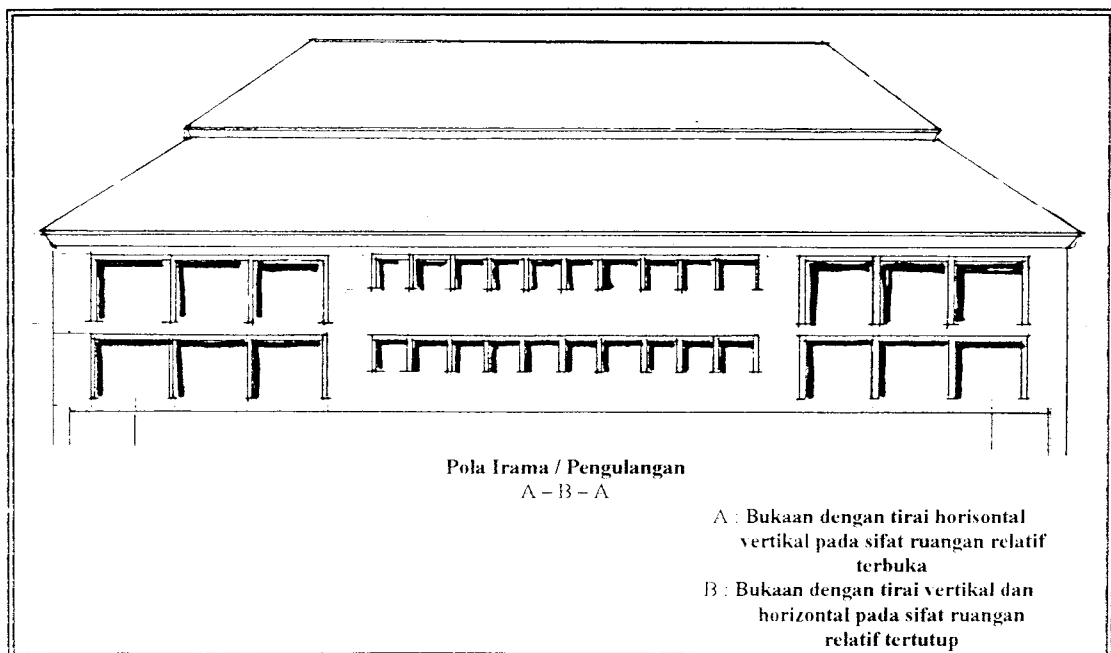 Pola Irama / Pengulangan
A – B – A
A : Bukaan dengan tirai horisontal
vertikal pada sifat ruangan relatif
terbuka
B : Bukaan dengan tirai vertikal dan
horizontal pada sifat ruangan
relatif tertutup